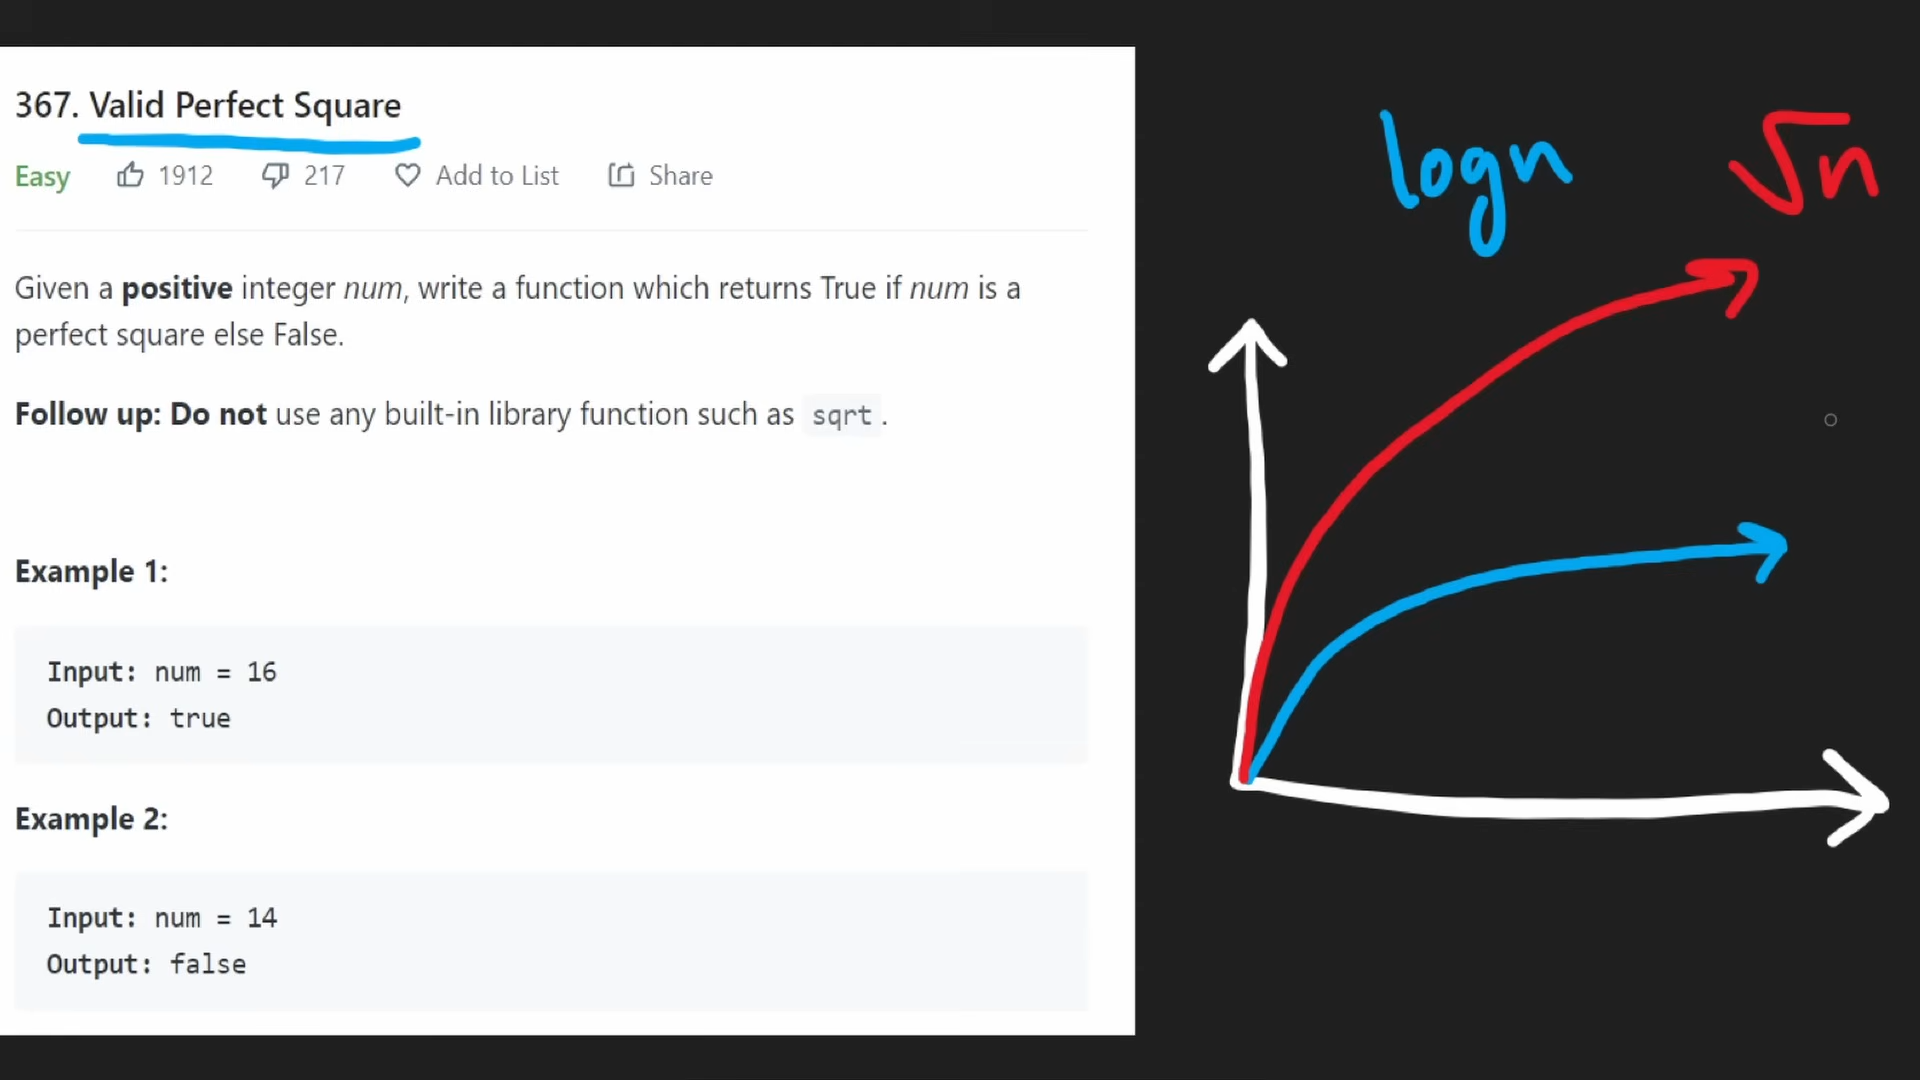 367. Valid Perfect Square
Easy 1912 217 Add to List Share
Given a positive integer num, write a function which returns True if num is a
perfect square else False.
Follow up: Do not use any built-in library function such as sqrt.
Example 1:
Input: num = 16
Output: true
Example 2:
Input: num = 14
Output: false
logn
√n